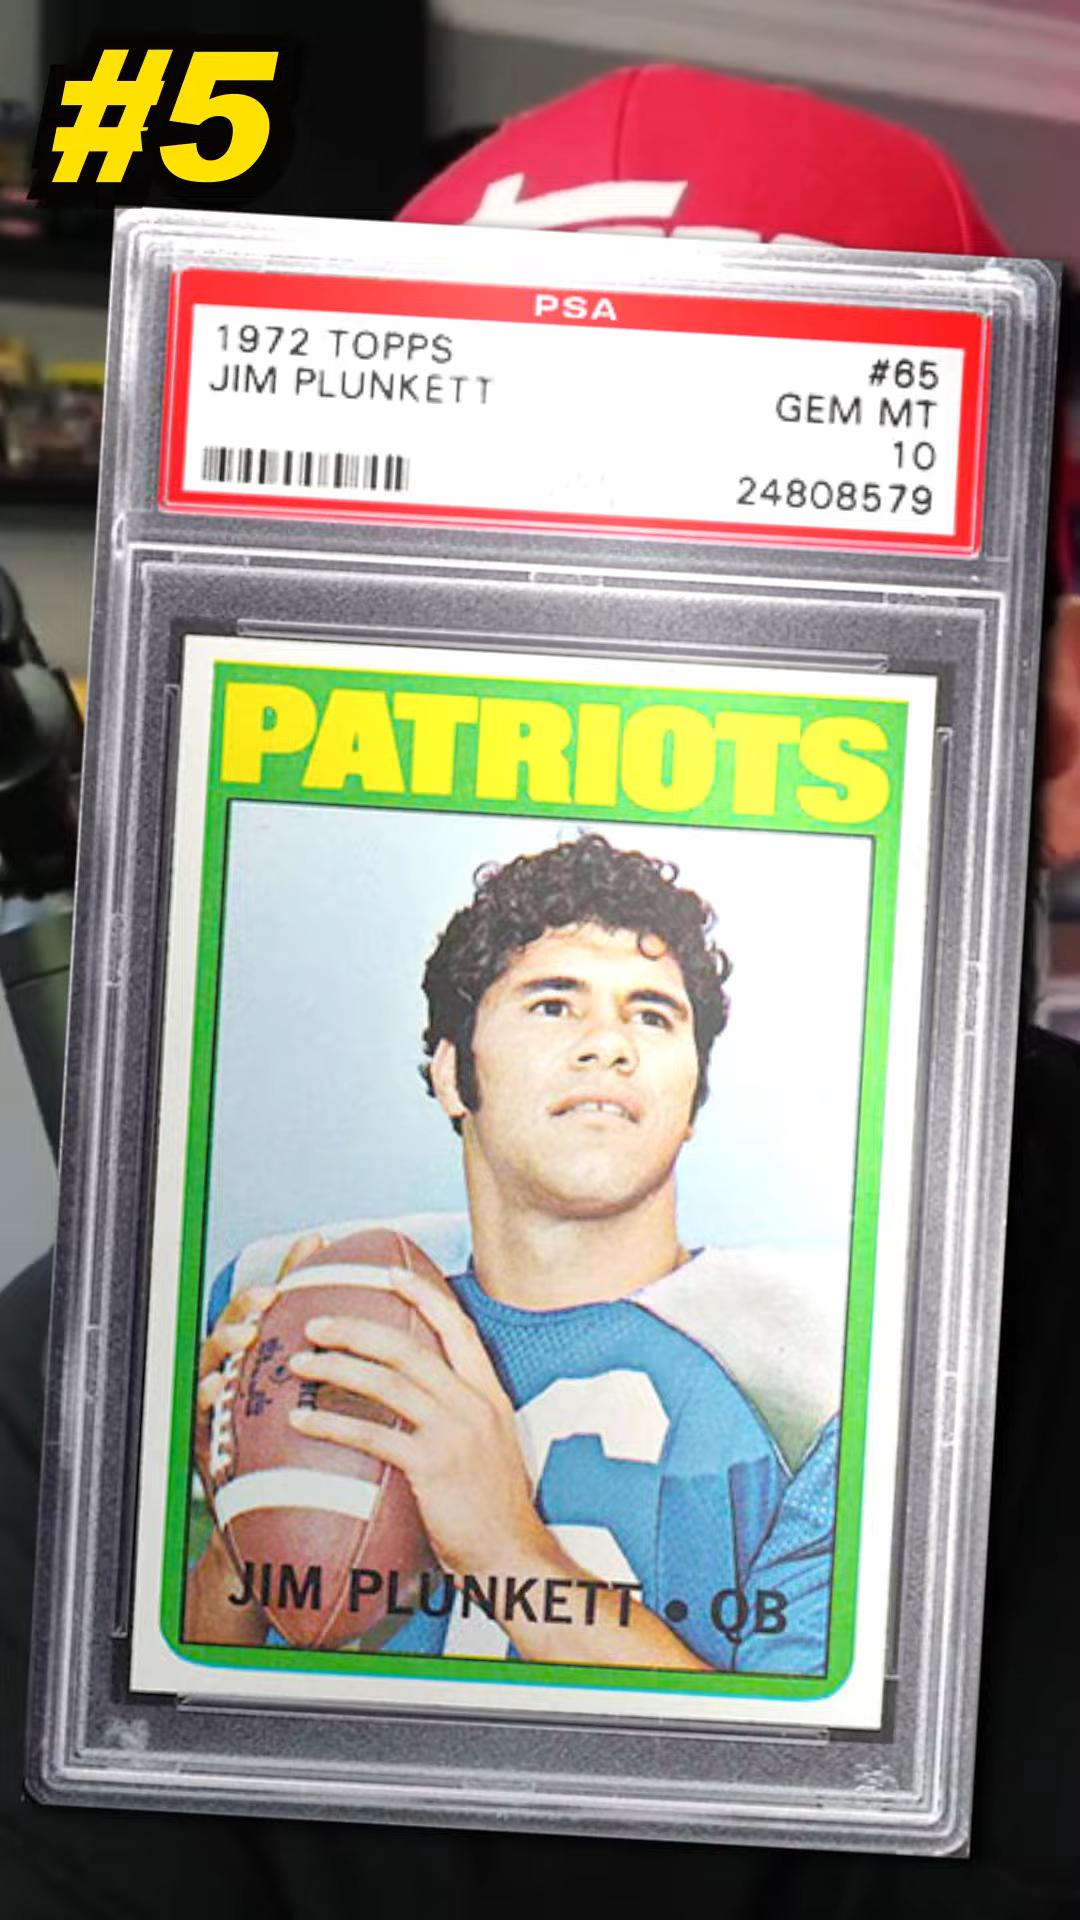 #5
PSA
1972 TOPPS
#65
JIM PLUNKETT
GEM MT
10
24808579
PATRIOTS
JIM PLUNKETT • QB